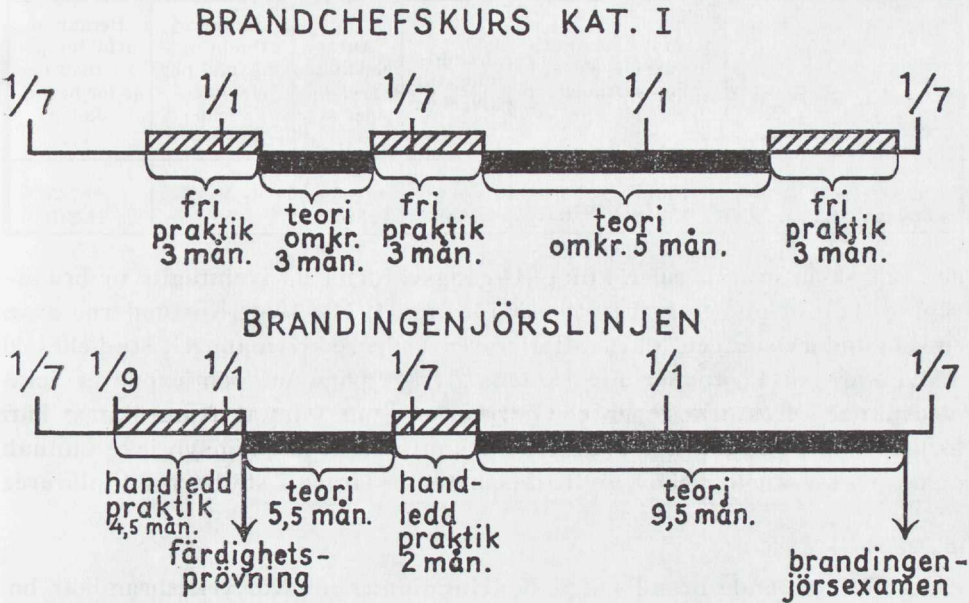 BRANDCHEFSKURS KAT. I
1/7 1/1 1/7 1/1 1/7
fri praktik 3 mån.
teori omkr. 3 mån.
fri praktik 3 mån.
teori omkr. 5 mån.
fri praktik 3 mån.
BRANDINGENJÖRSLINJEN
1/7 1/9 1/1 1/7 1/1 1/7
handledd praktik 4,5 mån.
färdighets-
prövning
teori 5,5 mån.
hand-
ledd
praktik
2 mån.
teori
9,5 mån.
brandingen-
jörsexamen